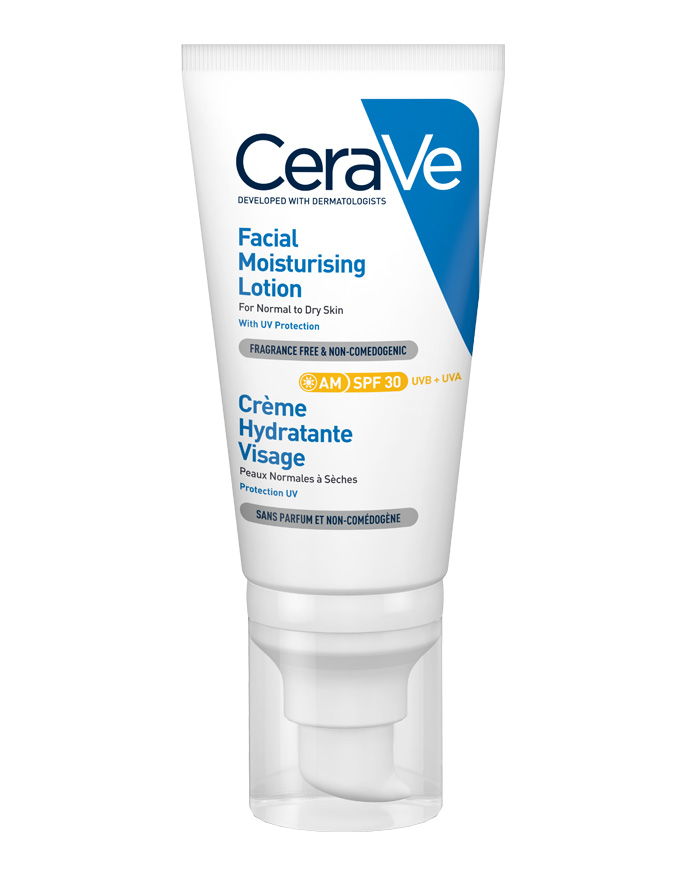 CeraVe
DEVELOPED WITH DERMATOLOGISTS
Facial
Moisturising
Lotion
For Normal to Dry Skin
With UV Protection
FRAGRANCE FREE & NON-COMEDOGENIC
AM SPF 30 UVB + UVA
Crème
Hydratante
Visage
Peaux Normales à Sèches
Protection UV
SANS PARFUM ET NON-COMÉDOGÈNE